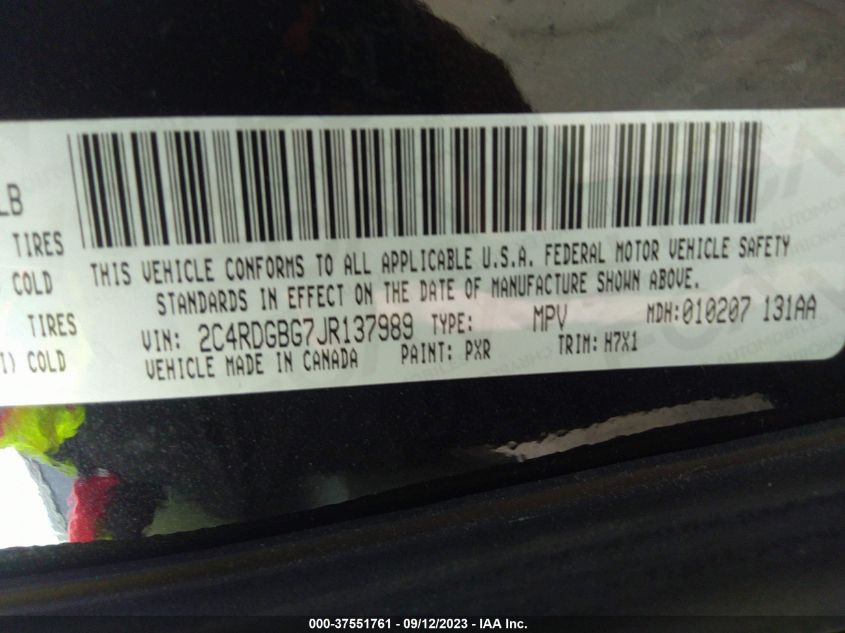 LB
TIRES
COLD
TIRES
1) COLD
THIS VEHICLE CONFORMS TO ALL APPLICABLE U.S.A. FEDERAL MOTOR VEHICLE SAFETY
STANDARDS IN EFFECT ON THE DATE OF MANUFACTURE SHOWN ABOVE.
VIN: 2C4RDGBG7JR137989 TYPE: MPV MDH:010207 131AA
VEHICLE MADE IN CANADA PAINT: PXR TRIM: H7X1
000-37551761 - 09/12/2023 - IAA Inc.